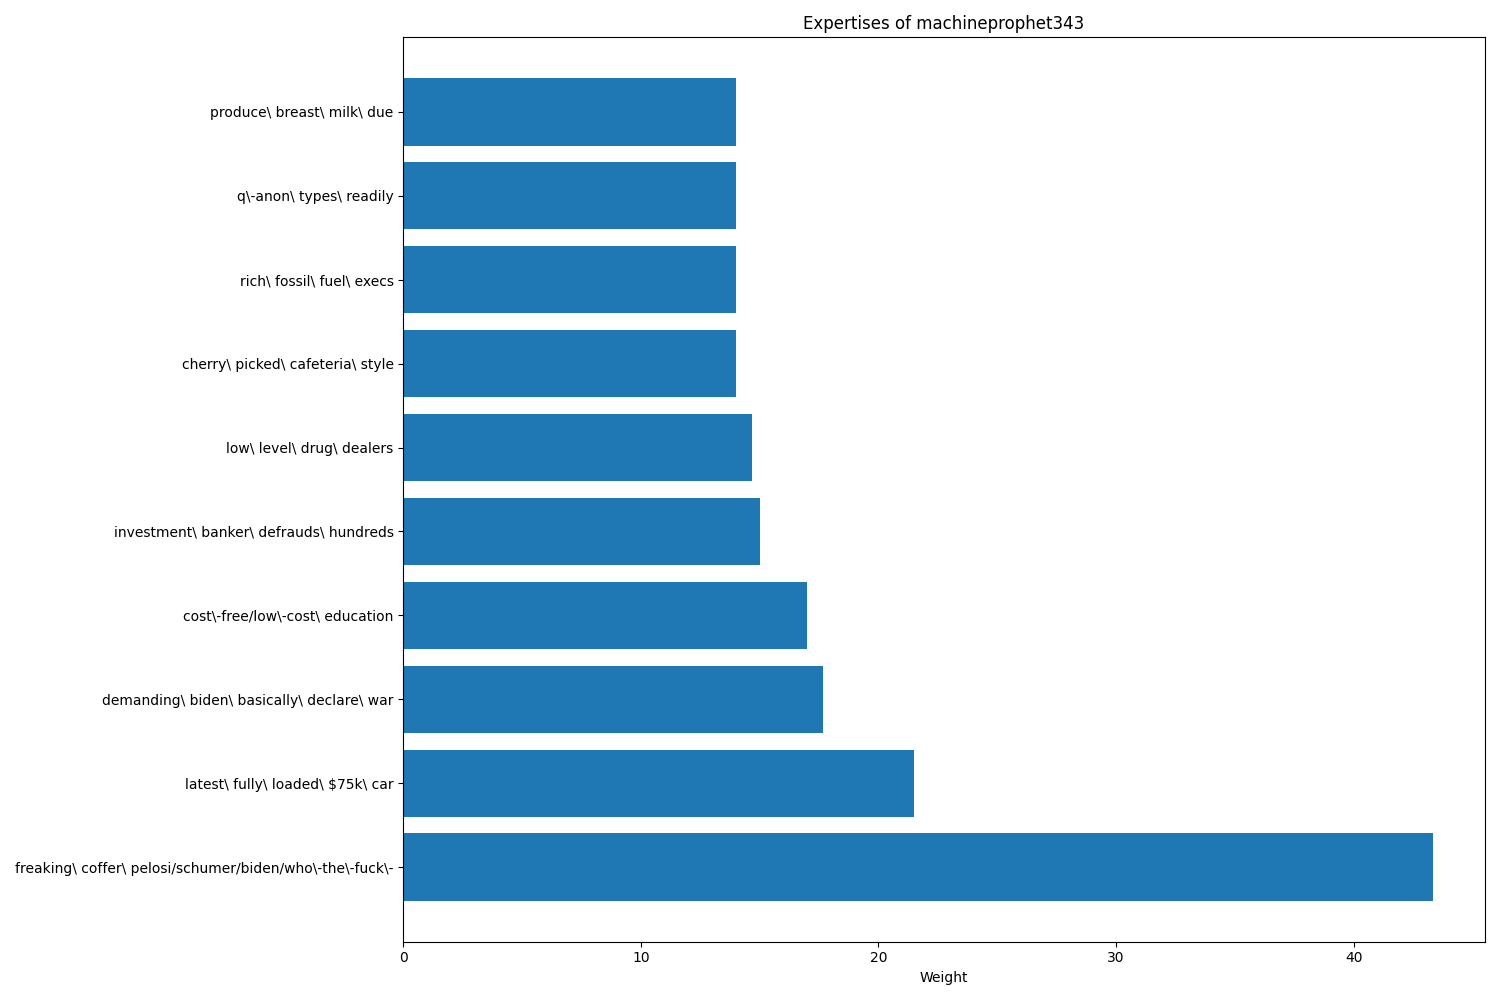 Expertises of machineprophet343
produce\ breast\ milk\ due
q\-anon\ types\ readily
rich\ fossil\ fuel\ execs
cherry\ picked\ cafeteria\ style
low\ level\ drug\ dealers
investment\ banker\ defrauds\ hundreds
cost\-free/low\-cost\ education
demanding\ biden\ basically\ declare\ war
latest\ fully\ loaded\ $75k\ car
freaking\ coffer\ pelosi/schumer/biden/who\-the\-fuck\-
0 10 20 30 40
Weight